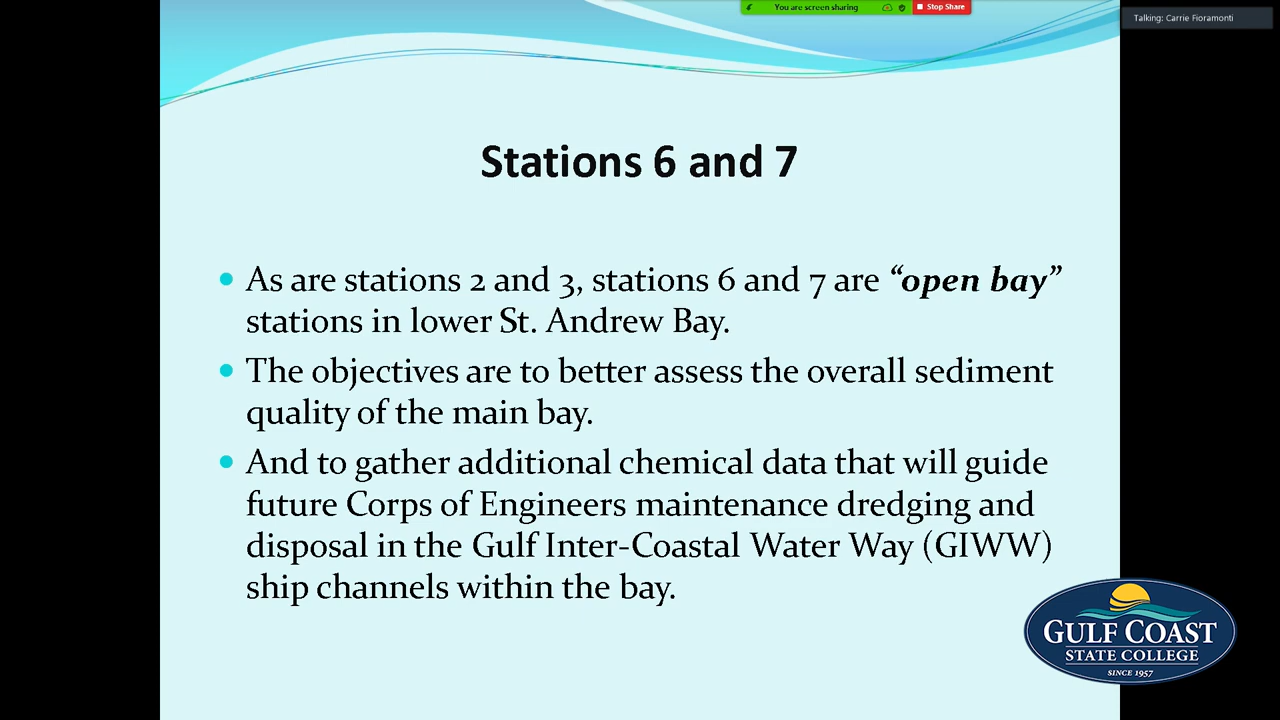 You are screen sharing
Stop Share
Talking: Carrie Fioramonti
Stations 6 and 7
As are stations 2 and 3, stations 6 and 7 are “open bay”
stations in lower St. Andrew Bay.
The objectives are to better assess the overall sediment
quality of the main bay.
And to gather additional chemical data that will guide
future Corps of Engineers maintenance dredging and
disposal in the Gulf Inter-Coastal Water Way (GIWW)
ship channels within the bay.
GULF COAST
STATE COLLEGE
SINCE 1957